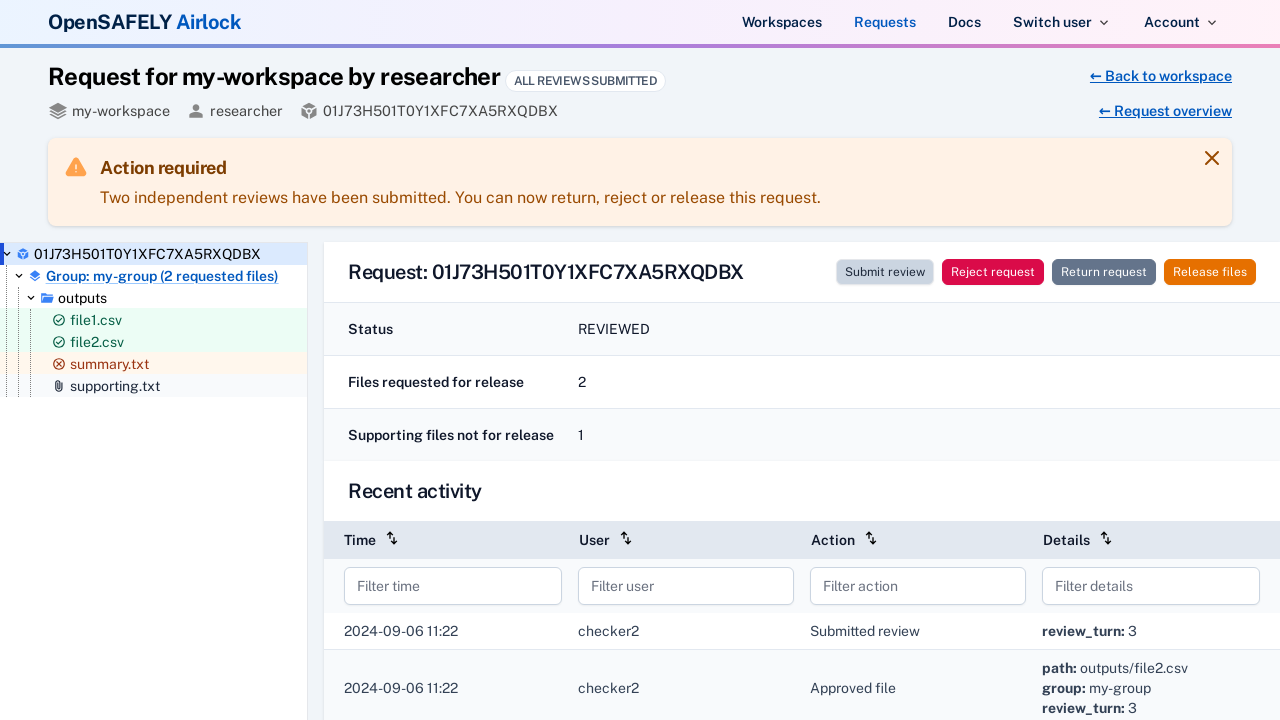 OpenSAFELY Airlock
Workspaces
Requests
Docs
Switch user
Account
Request for my-workspace by researcher
ALL REVIEWS SUBMITTED
← Back to workspace
my-workspace
researcher
01J73H501T0Y1XFC7XA5RXQDBX
← Request overview
Action required
Two independent reviews have been submitted. You can now return, reject or release this request.
01J73H501T0Y1XFC7XA5RXQDBX
Group: my-group (2 requested files)
outputs
file1.csv
file2.csv
summary.txt
supporting.txt
Request: 01J73H501T0Y1XFC7XA5RXQDBX
Submit review
Reject request
Return request
Release files
Status REVIEWED
Files requested for release 2
Supporting files not for release 1
Recent activity
Time User Action Details
Filter time Filter user Filter action Filter details
2024-09-06 11:22 checker2 Submitted review review_turn: 3
path: outputs/file2.csv
2024-09-06 11:22 checker2 Approved file group: my-group
review_turn: 3